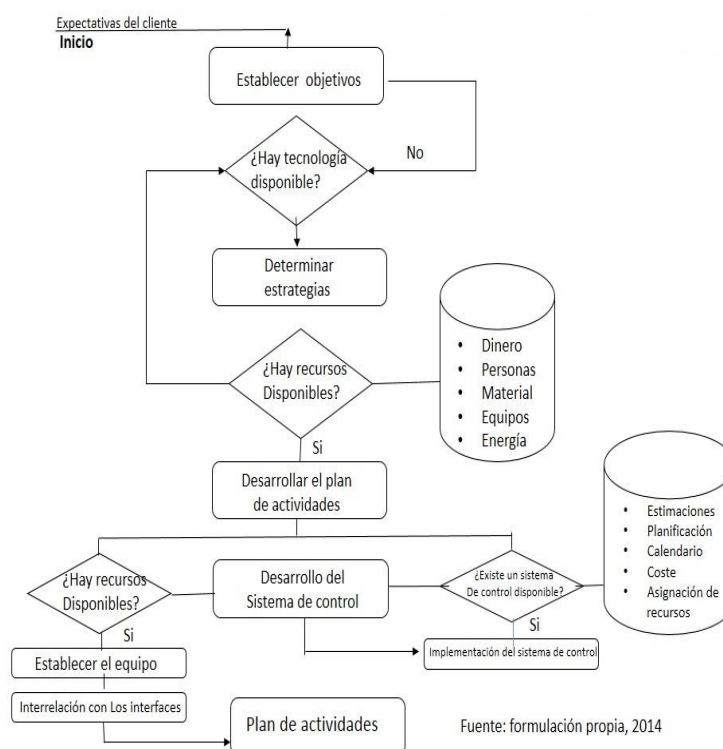 Expectativas del cliente
Inicio
Establecer objetivos
¿Hay tecnología
disponible?
No
Determinar
estrategias
¿Hay recursos
Disponibles?
• Dinero
• Personas
• Material
• Equipos
• Energía
Si
Desarrollar el plan
de actividades
• Estimaciones
• Planificación
• Calendario
• Coste
• Asignación de
recursos
¿Hay recursos
Disponibles?
Desarrollo del
Sistema de control
¿Existe un sistema
De control disponible?
Si
Si
Establecer el equipo
Implementación del sistema de control
Interrelación con Los interfaces
Plan de actividades
Fuente: formulación propia, 2014